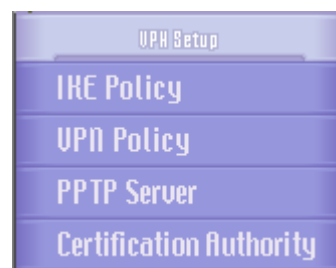 VPN Setup
IKE Policy
VPN Policy
PPTP Server
Certification Authority